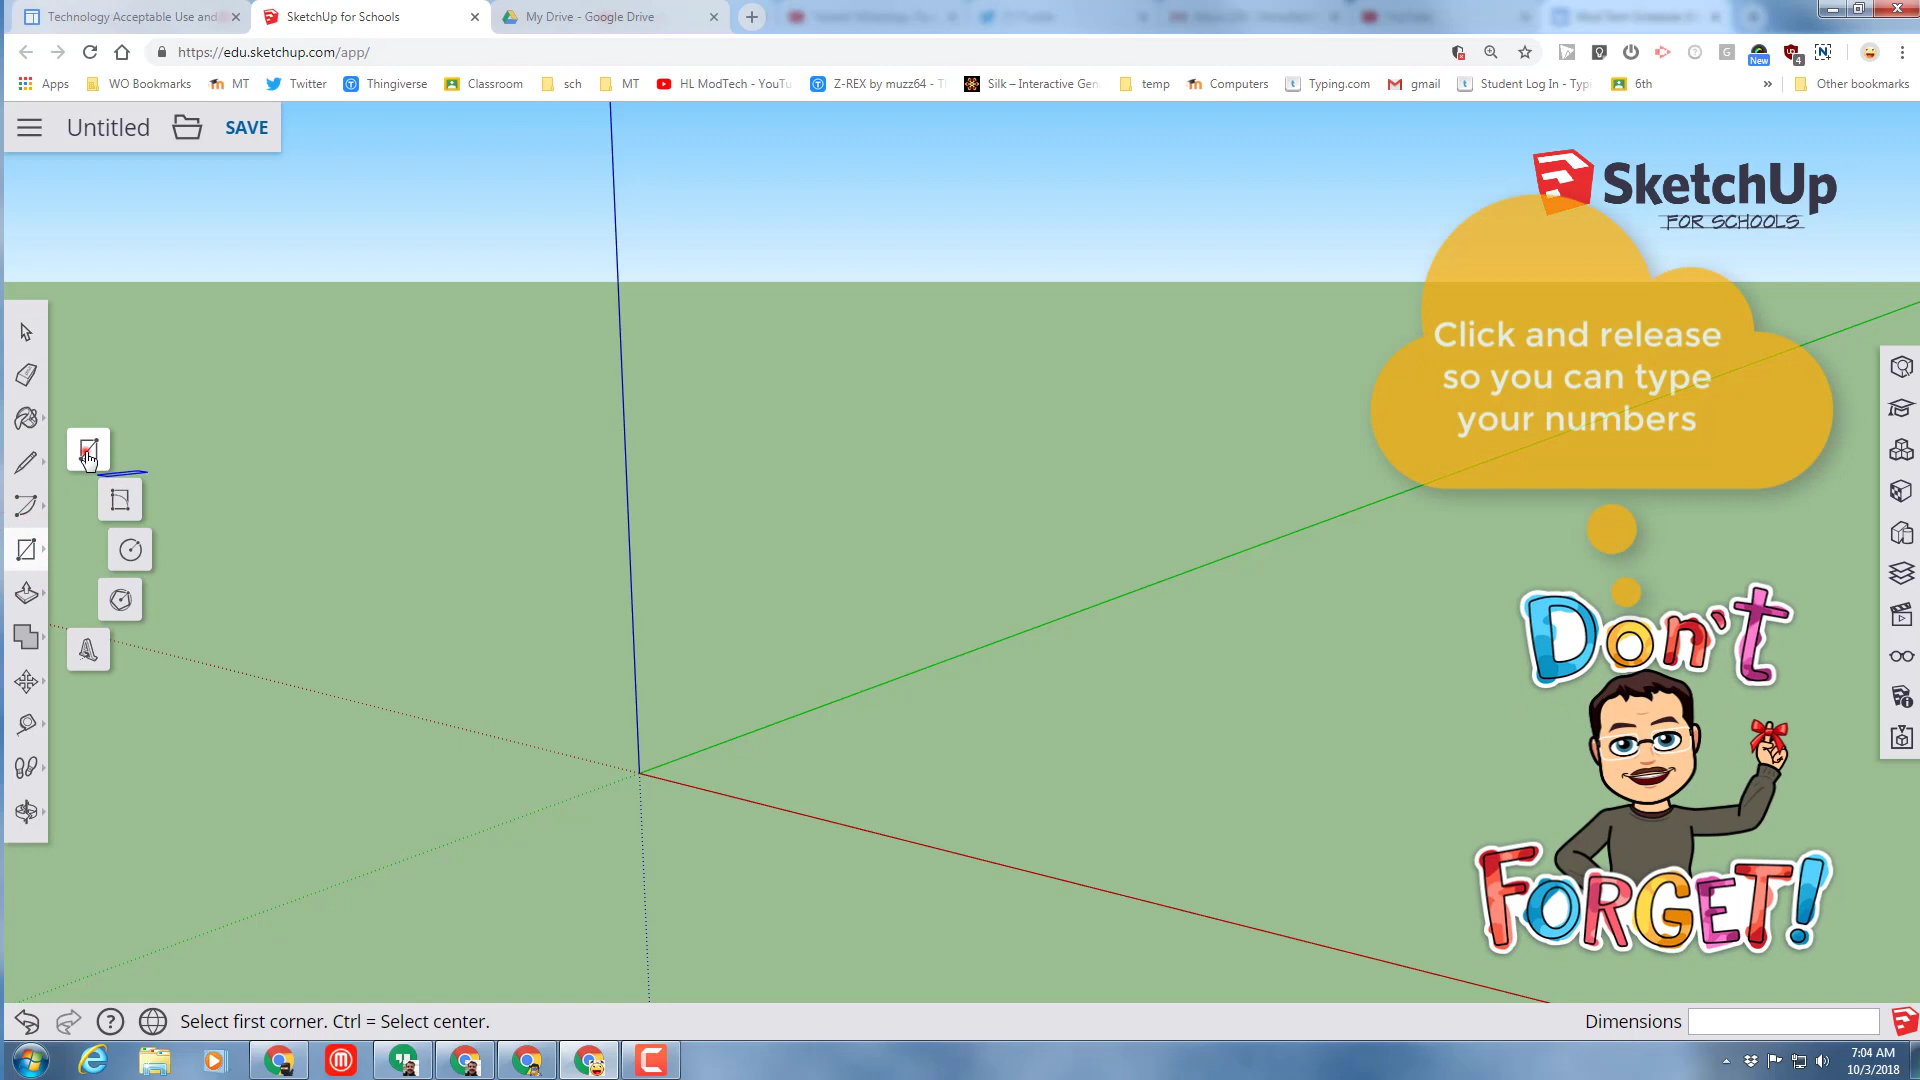 Technology Acceptable Use and
SketchUp for Schools
My Drive - Google Drive
https://edu.sketchup.com/app/
New
4
Apps
WO Bookmarks
MT
Twitter
Thingiverse
Classroom
sch
MT
HL ModTech - YouTu
Z-REX by muzz64 - T
Silk – Interactive Gen
temp
Computers
Typing.com
gmail
Student Log In - Typi
6th
»
Other bookmarks
Untitled
SAVE
SketchUp
FOR SCHOOLS
Click and release
so you can type
your numbers
Don't
FORGET!
Select first corner. Ctrl = Select center.
Dimensions
7:04 AM
10/3/2018